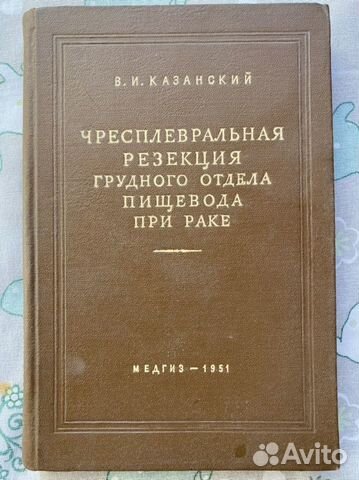 В. И. КАЗАНСКИЙ
ЧРЕСПЛЕВРАЛЬНАЯ
РЕЗЕКЦИЯ
ГРУДНОГО ОТДЕЛА
ПИЩЕВОДА
ПРИ РАКЕ
МЕДГИЗ — 1951
Avito